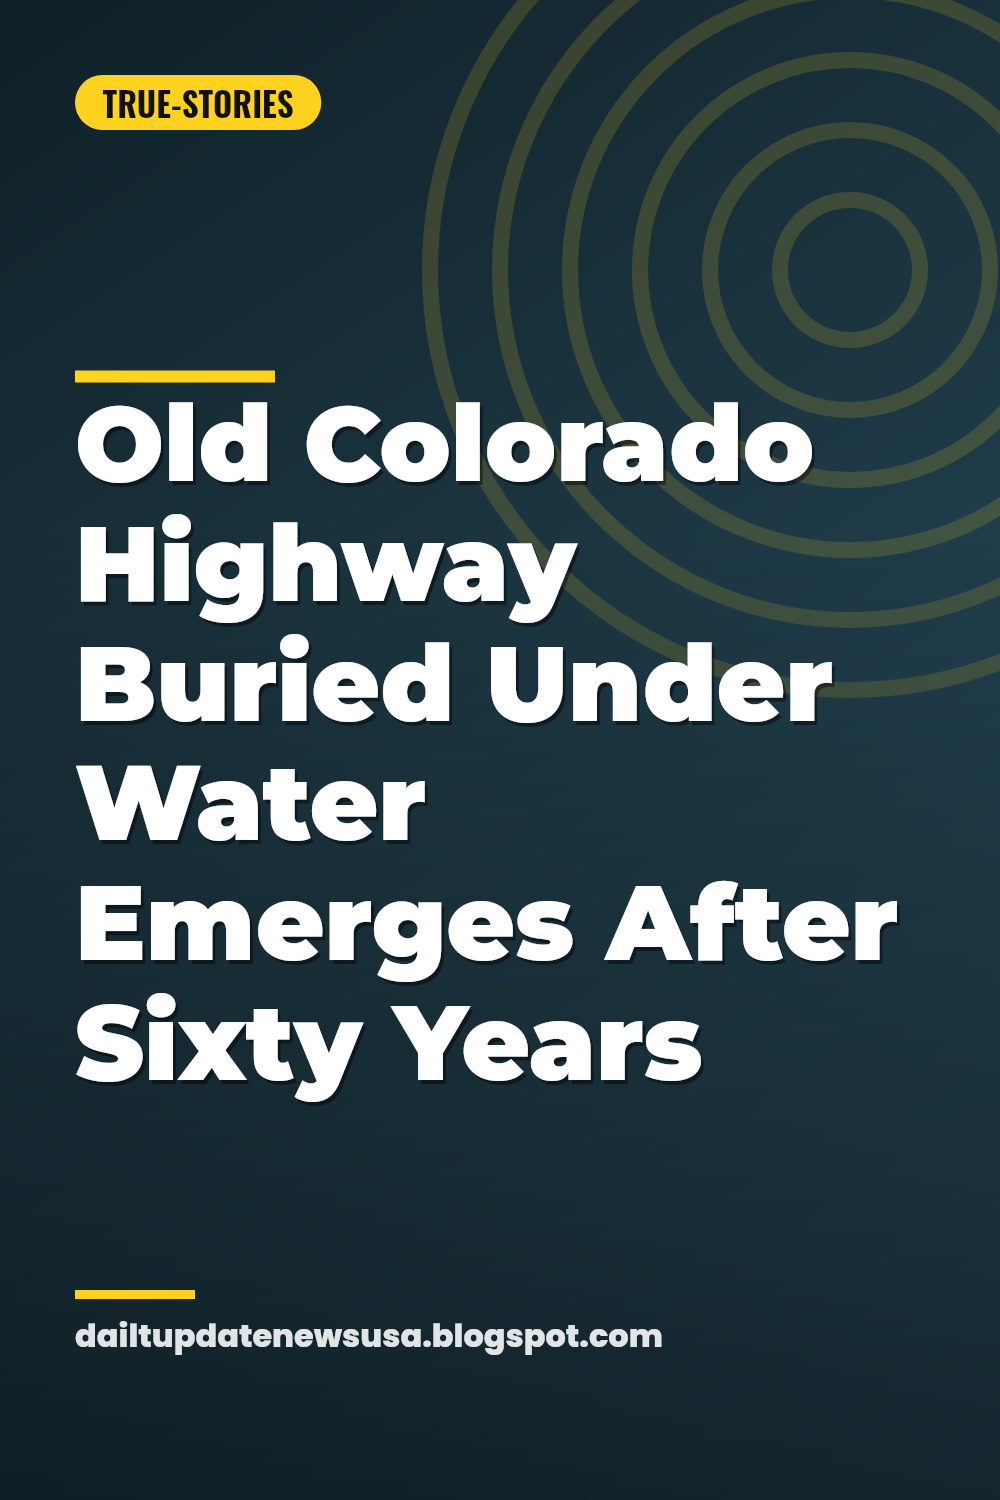 TRUE-STORIES
Old Colorado
Highway
Buried Under
Water
Emerges After
Sixty Years
dailtupdatenewsusa.blogspot.com